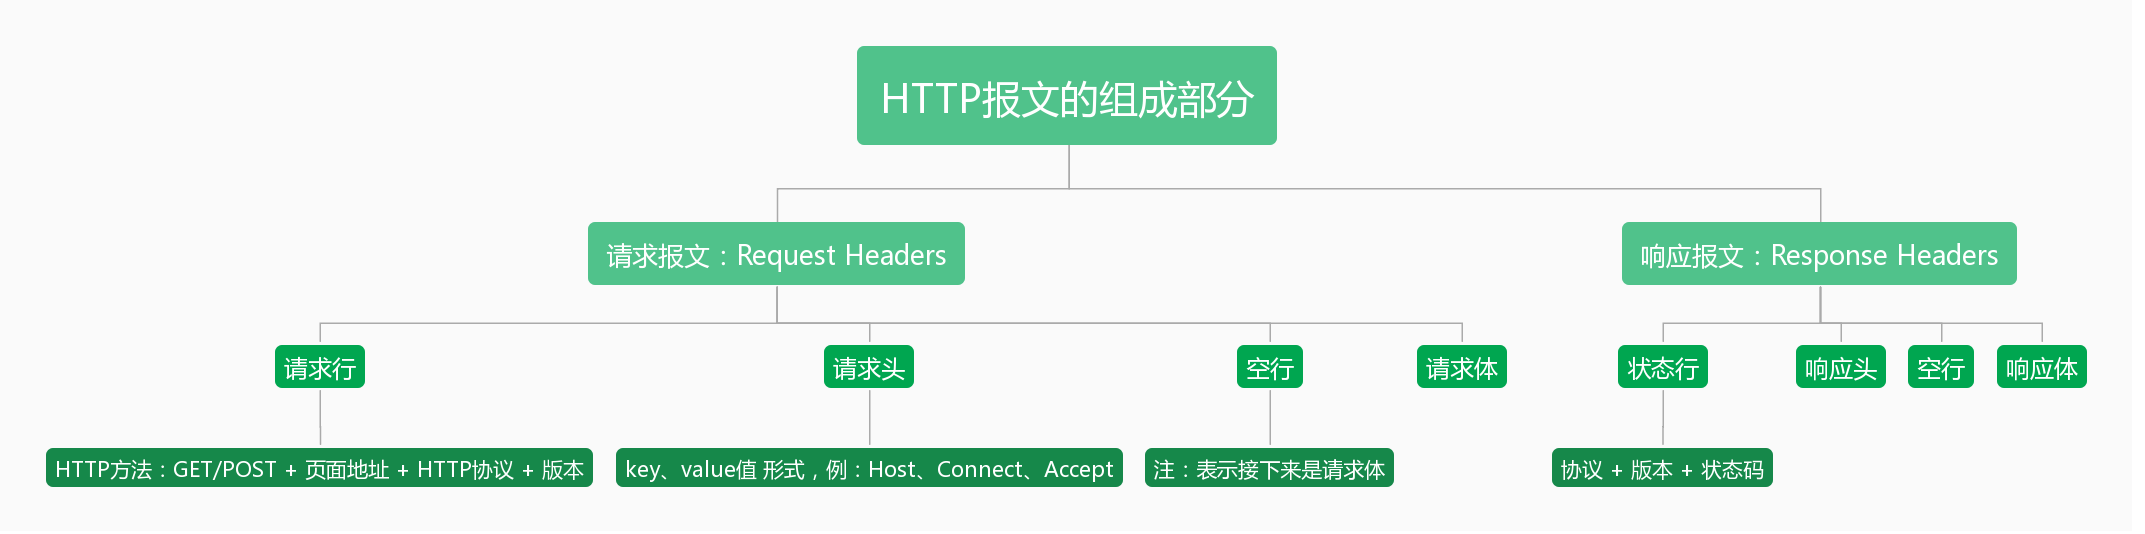 HTTP报文的组成部分
请求报文：Request Headers
响应报文：Response Headers
请求行
请求头
空行
请求体
状态行
响应头
空行
响应体
HTTP方法：GET/POST + 页面地址 + HTTP协议 + 版本
key、value值 形式，例：Host、Connect、Accept
注：表示接下来是请求体
协议 + 版本 + 状态码